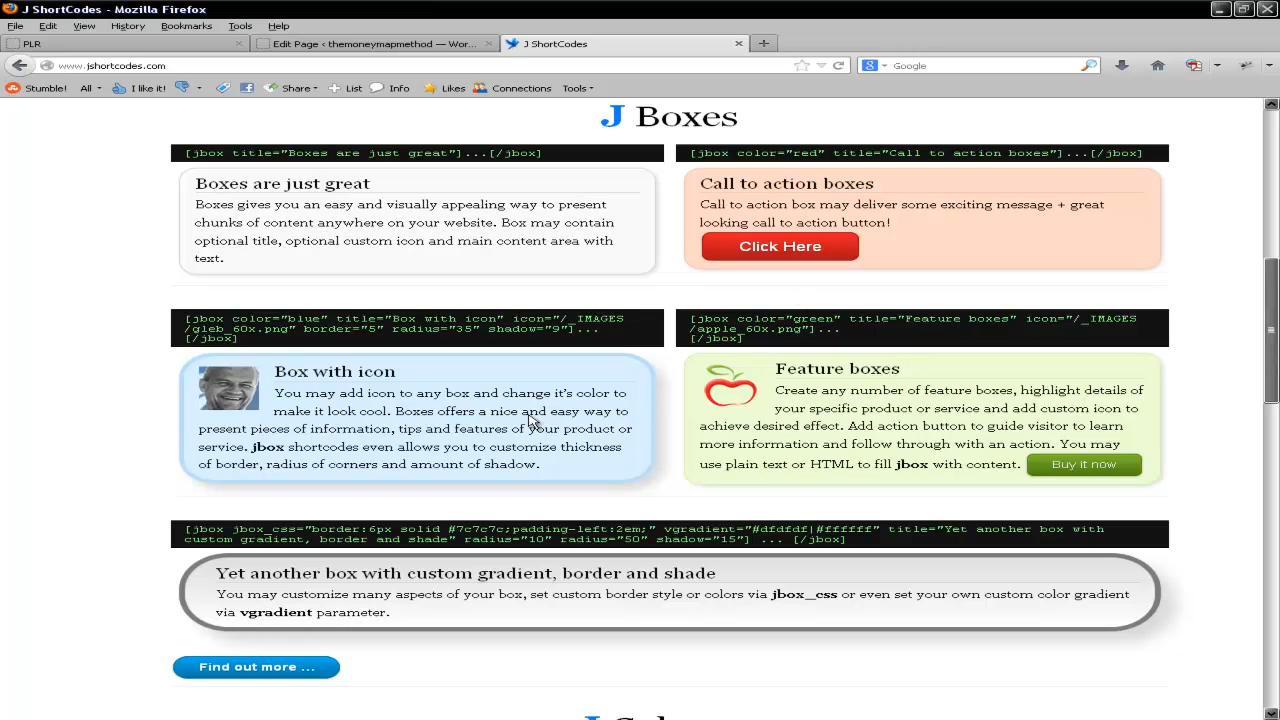 J ShortCodes - Mozilla Firefox
File Edit View History Bookmarks Tools Help
PLR
Edit Page ‹ themoneymapmethod — Wor...
J ShortCodes
www.jshortcodes.com
Google
Stumble! All I like it! Share List Info Likes Connections Tools
J Boxes
[jbox title="Boxes are just great"]...[/jbox]
Boxes are just great
Boxes gives you an easy and visually appealing way to present
chunks of content anywhere on your website. Box may contain
optional title, optional custom icon and main content area with
text.
[jbox color="red" title="Call to action boxes"]...[/jbox]
Call to action boxes
Call to action box may deliver some exciting message + great
looking call to action button!
Click Here
[jbox color="blue" title="Box with icon" icon="/_IMAGES
/gleb_60x.png" border="5" radius="35" shadow="9"]...
[/jbox]
Box with icon
You may add icon to any box and change it's color to
make it look cool. Boxes offers a nice and easy way to
present pieces of information, tips and features of your product or
service. jbox shortcodes even allows you to customize thickness
of border, radius of corners and amount of shadow.
[jbox color="green" title="Feature boxes" icon="/_IMAGES
/apple_60x.png"]...
[/jbox]
Feature boxes
Create any number of feature boxes, highlight details of
your specific product or service and add custom icon to
achieve desired effect. Add action button to guide visitor to learn
more information and follow through with an action. You may
use plain text or HTML to fill jbox with content. Buy it now
[jbox jbox_css="border:6px solid #7c7c7c;padding-left:2em;" vgradient="#dfdfdf|#ffffff" title="Yet another box with
custom gradient, border and shade" radius="10" radius="50" shadow="15"] ... [/jbox]
Yet another box with custom gradient, border and shade
You may customize many aspects of your box, set custom border style or colors via jbox_css or even set your own custom color gradient
via vgradient parameter.
Find out more ...